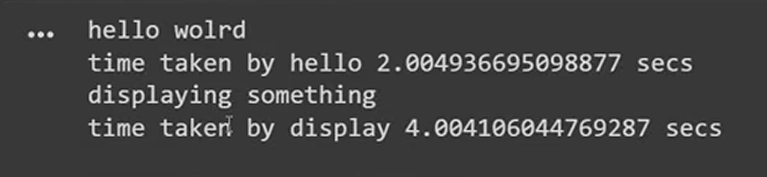 ... hello wolrd
time taken by hello 2.004936695098877 secs
displaying something
time taken by display 4.004106044769287 secs